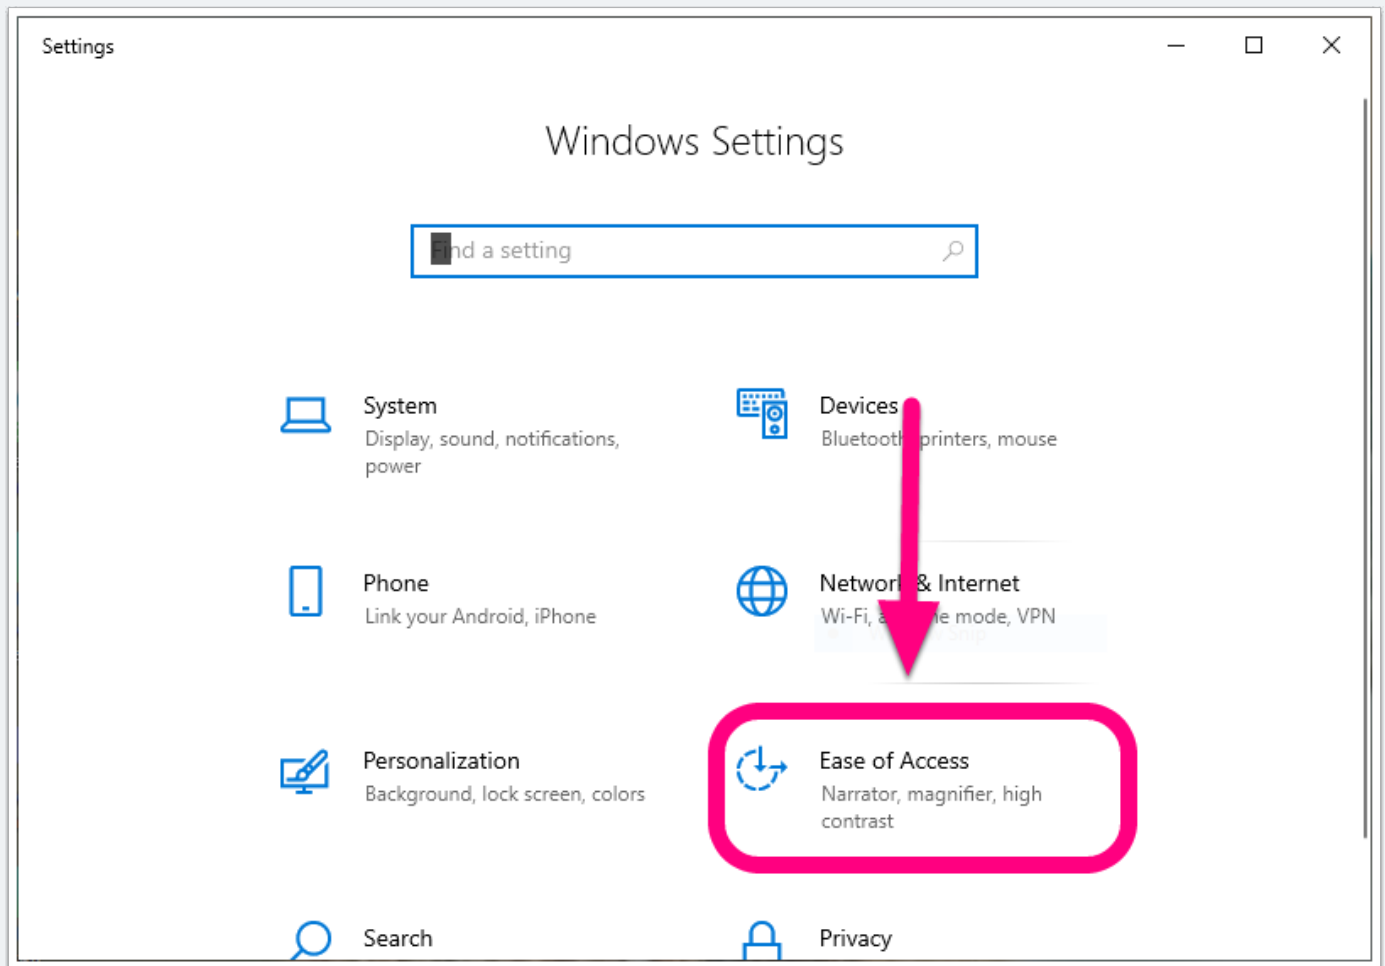 Settings
Windows Settings
Find a setting
System
Display, sound, notifications,
power
Devices
Bluetooth, printers, mouse
Phone
Link your Android, iPhone
Network & Internet
Wi-Fi, airplane mode, VPN
Personalization
Background, lock screen, colors
Ease of Access
Narrator, magnifier, high
contrast
Search
Privacy